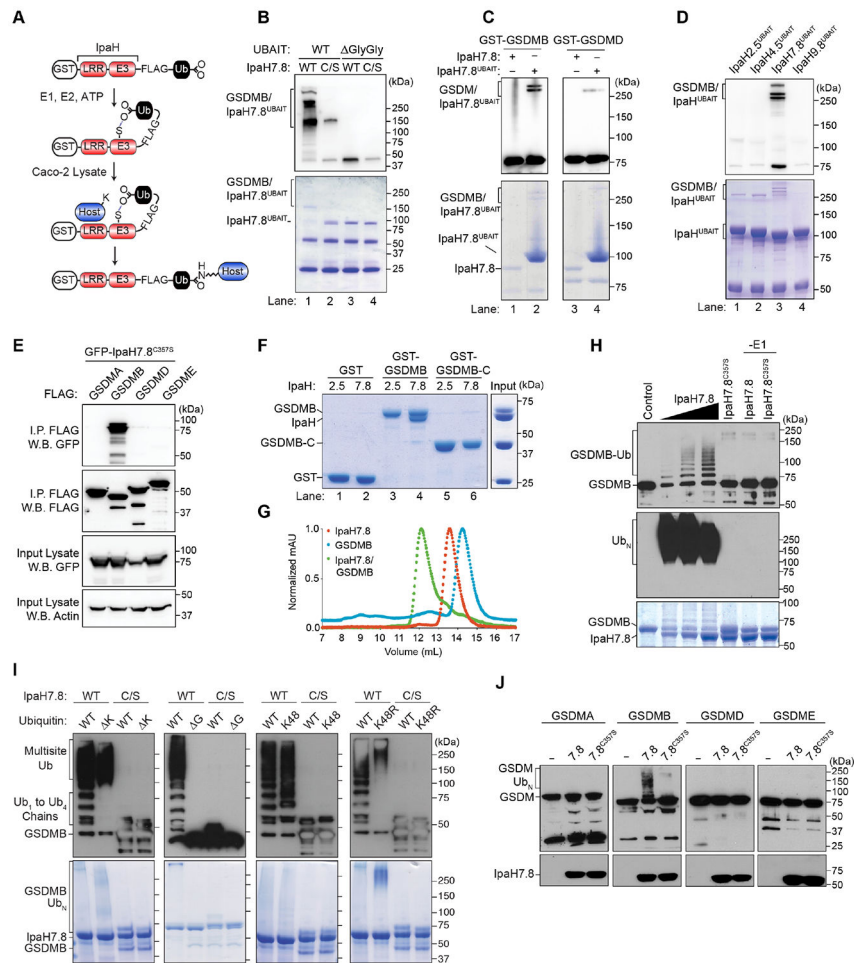 A
IpaH
GST LRR E3 FLAG Ub
E1, E2, ATP
Ub
FLAG
S
GST LRR E3
Caco-2 Lysate
K
Host
Ub
FLAG
S
GST LRR E3
H
N
GST LRR E3 FLAG Ub Host
B
UBAIT: WT ΔGlyGly
IpaH7.8: WT C/S WT C/S
(kDa)
GSDMB/
IpaH7.8UBAIT
250
150
100
75
50
37
GSDMB/
IpaH7.8UBAIT
IpaH7.8UBAIT
250
150
100
75
50
37
25
Lane: 1 2 3 4
C
GST-GSDMB GST-GSDMD
IpaH7.8: + – + –
IpaH7.8UBAIT: – + – +
(kDa)
GSDM/
IpaH7.8UBAIT
250
150
100
75
GSDMB/
IpaH7.8UBAIT
IpaH7.8UBAIT
IpaH7.8
250
150
100
75
Lane: 1 2 3 4
D
IpaH2.5UBAIT
IpaH4.5UBAIT
IpaH7.8UBAIT
IpaH9.8UBAIT
(kDa)
GSDMB/
IpaHUBAIT
250
150
100
75
GSDMB/
IpaHUBAIT
IpaHUBAIT
250
150
100
75
50
Lane: 1 2 3 4
E
GFP-IpaH7.8C357S
FLAG: GSDMA GSDMB GSDMD GSDME
(kDa)
I.P. FLAG
W.B. GFP
100
75
50
I.P. FLAG
W.B. FLAG
50
37
Input Lysate
W.B. GFP
100
75
Input Lysate
W.B. Actin
50
37
F
GST GST-GSDMB GST-GSDMB-C
IpaH: 2.5 7.8 2.5 7.8 2.5 7.8 Input (kDa)
GSDMB
IpaH
GSDMB-C
GST
75
50
37
25
Lane: 1 2 3 4 5 6
G
Normalized mAU
1.0
0.5
0.0
IpaH7.8
GSDMB
IpaH7.8/
GSDMB
7 8 9 10 11 12 13 14 15 16 17
Volume (mL)
H
-E1
Control IpaH7.8 IpaH7.8C357S IpaH7.8 IpaH7.8C357S
(kDa)
GSDMB-Ub
GSDMB
250
150
100
75
50
UbN
250
150
100
75
50
GSDMB
IpaH7.8
100
75
50
I
IpaH7.8: WT C/S WT C/S WT C/S WT C/S
Ubiquitin: WT ΔK WT ΔK WT ΔG WT ΔG WT K48 WT K48 WT K48R WT K48R
(kDa)
Multisite
Ub
Ub1 to Ub4
Chains
GSDMB
250
150
100
75
50
GSDMB
UbN
IpaH7.8
GSDMB
250
150
100
75
50
37
J
GSDMA GSDMB GSDMD GSDME
– 7.8 7.8C357S – 7.8 7.8C357S – 7.8 7.8C357S – 7.8 7.8C357S
(kDa)
GSDM
UbN
GSDM
250
150
100
75
50
37
IpaH7.8
75
50